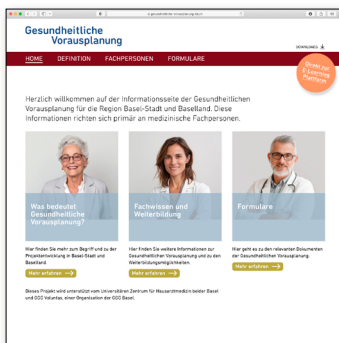 Gesundheitliche
Vorausplanung
DOWNLOADS
HOME DEFINITION FACHPERSONEN FORMULARE
Direkt zur
E-Learning
Plattform
Herzlich willkommen auf der Informationsseite der Gesundheitlichen
Vorausplanung für die Region Basel-Stadt und Baselland. Diese
Informationen richten sich primär an medizinische Fachpersonen.
Was bedeutet
Gesundheitliche
Vorausplanung?
Hier finden Sie mehr zum Begriff und zu der
Projektentwicklung in Basel-Stadt und
Baselland.
Mehr erfahren
Fachwissen und
Weiterbildung
Hier finden Sie weitere Informationen zur
Gesundheitlichen Vorausplanung und zu den
Weiterbildungsmöglichkeiten.
Mehr erfahren
Formulare
Hier geht es zu den relevanten Dokumenten
der Gesundheitlichen Vorausplanung.
Mehr erfahren
Dieses Projekt wird unterstützt vom Universitären Zentrum für Hausarztmedizin beider Basel
und GGG Voluntas, einer Organisation der GGG Basel.